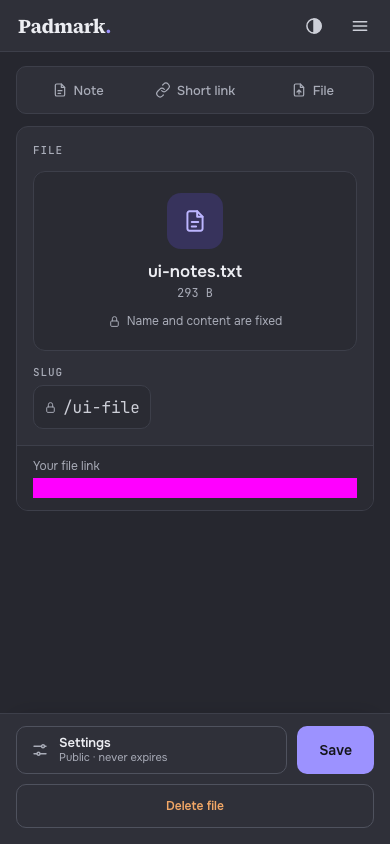 Padmark.
Note
Short link
File
FILE
ui-notes.txt
293 B
Name and content are fixed
SLUG
/ui-file
Your file link
Settings
Public · never expires
Save
Delete file